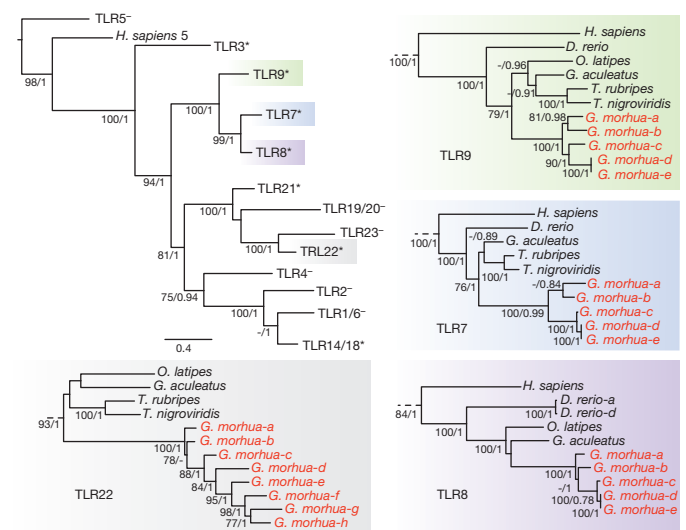 TLR5–
H. sapiens 5
TLR3*
98/1
100/1
TLR9*
100/1
TLR7*
99/1
TLR8*
94/1
TLR21*
100/1
TLR19/20–
TLR23–
100/1
TRL22*
81/1
TLR4–
75/0.94
TLR2–
100/1
TLR1/6–
-/1
TLR14/18*
0.4
H. sapiens
100/1
D. rerio
100/1
O. latipes
-/0.96
G. aculeatus
-/0.91
T. rubripes
100/1
T. nigroviridis
79/1
81/0.98
G. morhua-a
G. morhua-b
100/1
G. morhua-c
90/1
G. morhua-d
100/1
G. morhua-e
TLR9
H. sapiens
100/1
D. rerio
100/1
-/0.89
G. aculeatus
T. rubripes
100/1
T. nigroviridis
76/1
-/0.84
G. morhua-a
G. morhua-b
100/0.99
G. morhua-c
100/1
G. morhua-d
100/1
G. morhua-e
TLR7
O. latipes
G. aculeatus
T. rubripes
100/1
T. nigroviridis
93/1
G. morhua-a
G. morhua-b
100/1
78/-
G. morhua-c
88/1
G. morhua-d
84/1
G. morhua-e
95/1
G. morhua-f
98/1
G. morhua-g
77/1
G. morhua-h
TLR22
H. sapiens
84/1
D. rerio-a
100/1
D. rerio-d
100/1
O. latipes
100/1
G. aculeatus
G. morhua-a
100/1
G. morhua-b
-/1
G. morhua-c
100/0.78
G. morhua-d
100/1
G. morhua-e
TLR8